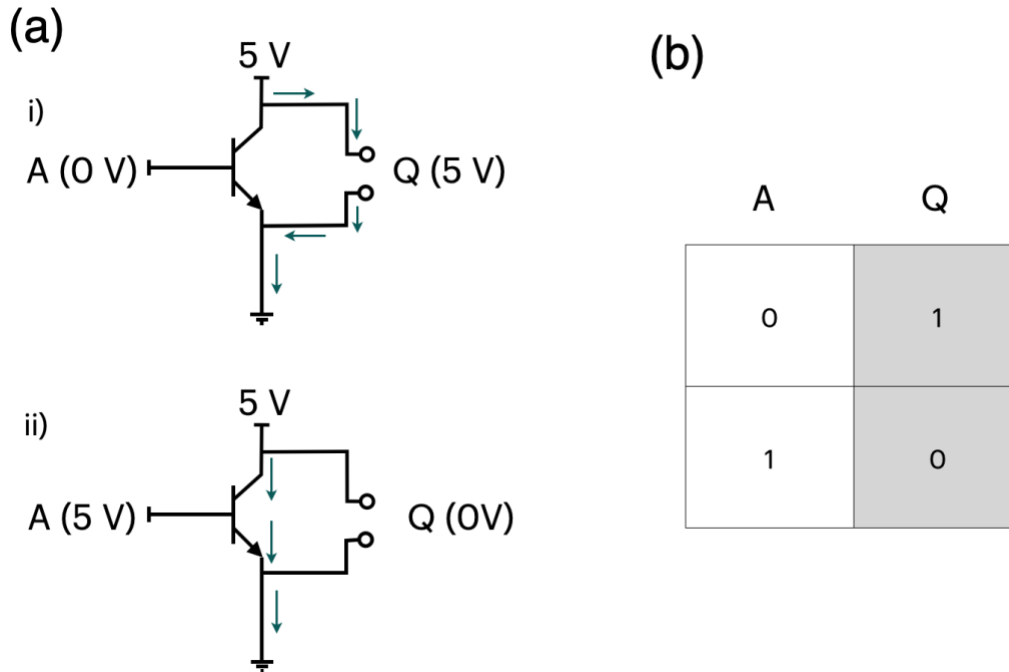 (a)
5 V
i)
A (0 V)
Q (5 V)
5 V
ii)
A (5 V)
Q (0V)
(b)
A Q
0 1
1 0